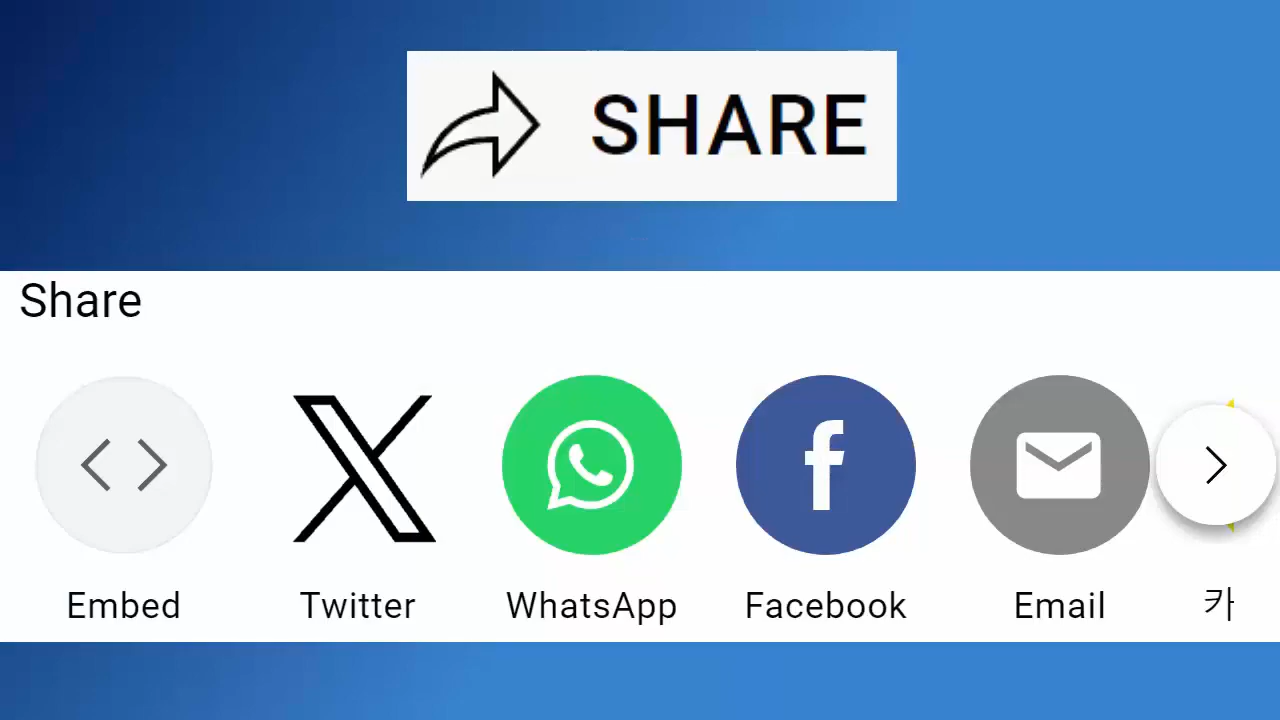 SHARE
Share
Embed
Twitter
WhatsApp
Facebook
Email
카